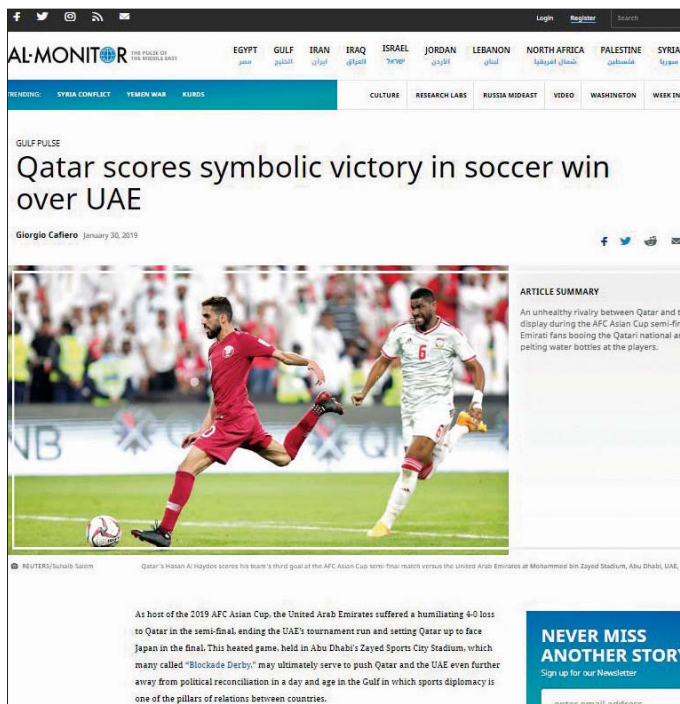 Login Register Search
AL-MONITOR THE PULSE OF THE MIDDLE EAST
EGYPT GULF IRAN IRAQ ISRAEL JORDAN LEBANON NORTH AFRICA PALESTINE SYRIA
مصر الخليج ایران العراق ישראל الأردن لبنان شمال افريقيا فلسطين سوريا
TRENDING: SYRIA CONFLICT YEMEN WAR KURDS CULTURE RESEARCH LABS RUSSIA MIDEAST VIDEO WASHINGTON WEEK IN
GULF PULSE
Qatar scores symbolic victory in soccer win
over UAE
Giorgio Cafiero January 30, 2019
ARTICLE SUMMARY
An unhealthy rivalry between Qatar and t
display during the AFC Asian Cup semi-fin
Emirati fans booing the Qatari national an
pelting water bottles at the players.
6
NB
REUTERS/Suhaib Salem
Qatar's Hasan Al Haydos scores his team's third goal at the AFC Asian Cup semi-final match versus the United Arab Emirates at Mohammed bin Zayed Stadium, Abu Dhabi, UAE,
As host of the 2019 AFC Asian Cup, the United Arab Emirates suffered a humiliating 4-0 loss
to Qatar in the semi-final, ending the UAE's tournament run and setting Qatar up to face
Japan in the final. This heated game, held in Abu Dhabi's Zayed Sports City Stadium, which
many called "Blockade Derby," may ultimately serve to push Qatar and the UAE even further
away from political reconciliation in a day and age in the Gulf in which sports diplomacy is
one of the pillars of relations between countries.
NEVER MISS
ANOTHER STORY
Sign up for our Newsletter
enter email address